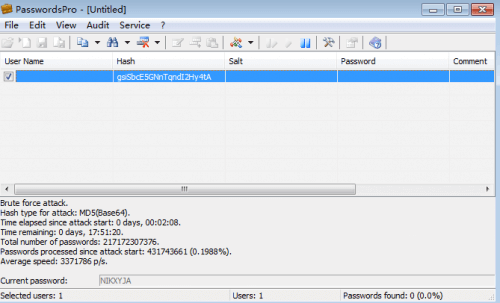 PasswordsPro - [Untitled]
File Edit View Audit Service ?
User Name Hash Salt Password Comment
gsiSbcE5GNnTqndI2Hy4tA
Brute force attack.
Hash type for attack: MD5(Base64).
Time elapsed since attack start: 0 days, 00:02:08.
Time remaining: 0 days, 17:51:20.
Total number of passwords: 217172307376.
Passwords processed since attack start: 431743661 (0.1988%).
Average speed: 3371786 p/s.
Current password: NIKXYJA
Selected users: 1 Users: 1 Passwords found: 0 (0.0%)